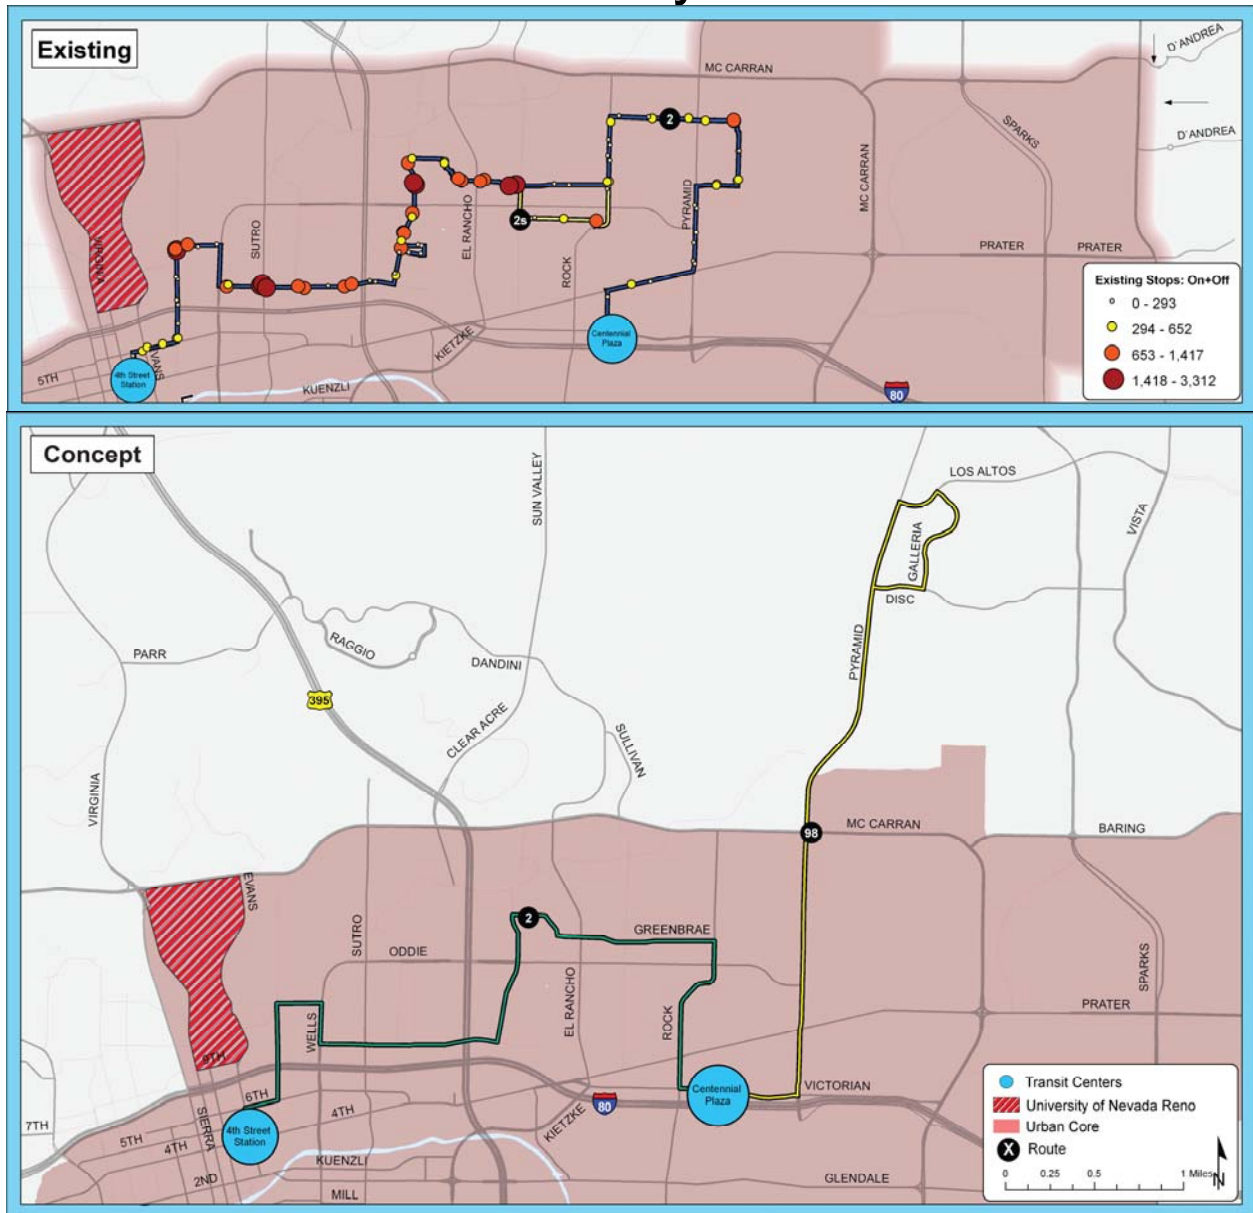 Existing
MC CARRAN
D'ANDREA
D'ANDREA
SPARKS
MC CARRAN
2
SUTRO
EL RANCHO
2s
PYRAMID
VIRGINIA
ROCK
PRATER
PRATER
Existing Stops: On+Off
0 - 293
294 - 652
653 - 1,417
1,418 - 3,312
Centennial
Plaza
KIETZKE
EVANS
5TH
4th Street
Station
KUENZLI
80
Concept
LOS ALTOS
SUN VALLEY
VISTA
GALLERIA
DISC
RAGGIO
PARR
DANDINI
PYRAMID
395
CLEAR ACRE
SULLIVAN
VIRGINIA
98
MC CARRAN
BARING
EVANS
SUTRO
2
GREENBRAE
ODDIE
SPARKS
EL RANCHO
ROCK
PRATER
WELLS
9TH
6TH
SIERRA
4TH
Centennial
Plaza
VICTORIAN
80
KIETZKE
7TH
5TH
4TH
4th Street
Station
2ND
KUENZLI
MILL
GLENDALE
Transit Centers
University of Nevada Reno
Urban Core
X Route
0 0.25 0.5 1 Miles
N